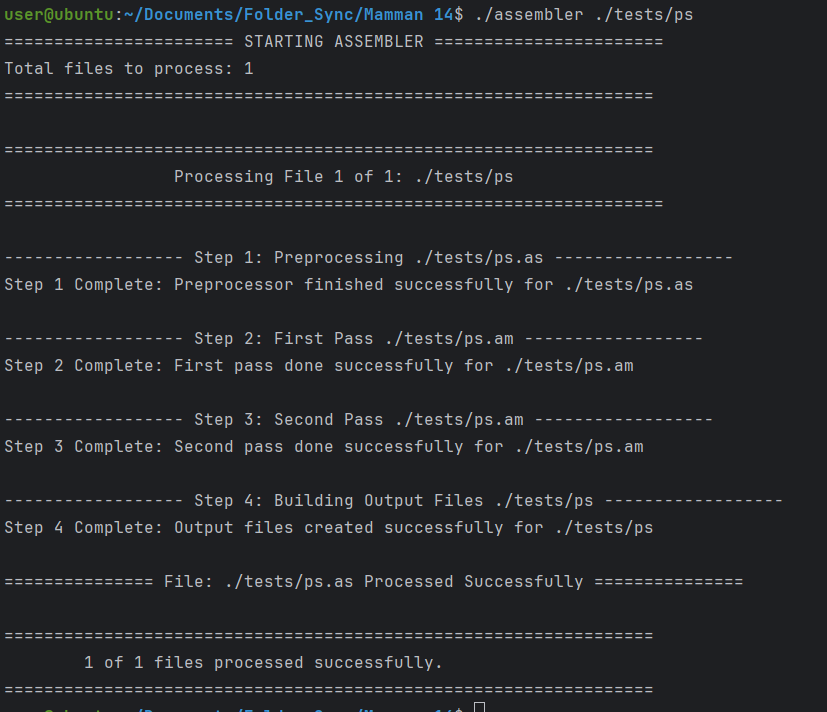 user@ubuntu:~/Documents/Folder_Sync/Mamman 14$ ./assembler ./tests/ps
======================= STARTING ASSEMBLER =======================
Total files to process: 1
=================================================================

=================================================================
                 Processing File 1 of 1: ./tests/ps
==================================================================

------------------ Step 1: Preprocessing ./tests/ps.as ------------------
Step 1 Complete: Preprocessor finished successfully for ./tests/ps.as

------------------ Step 2: First Pass ./tests/ps.am ------------------
Step 2 Complete: First pass done successfully for ./tests/ps.am

------------------ Step 3: Second Pass ./tests/ps.am ------------------
Step 3 Complete: Second pass done successfully for ./tests/ps.am

------------------ Step 4: Building Output Files ./tests/ps ------------------
Step 4 Complete: Output files created successfully for ./tests/ps

=============== File: ./tests/ps.as Processed Successfully ===============

=================================================================
        1 of 1 files processed successfully.
=================================================================